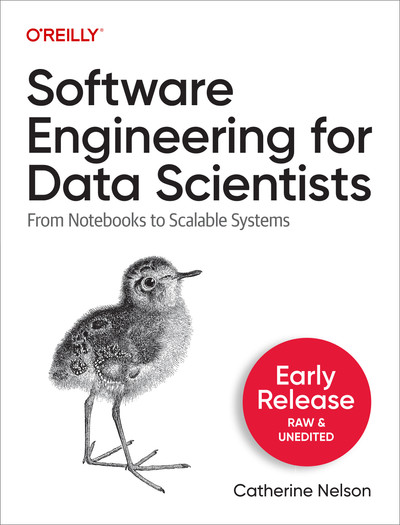 O'REILLY®
Software
Engineering for
Data Scientists
From Notebooks to Scalable Systems
Early
Release
RAW &
UNEDITED
Catherine Nelson